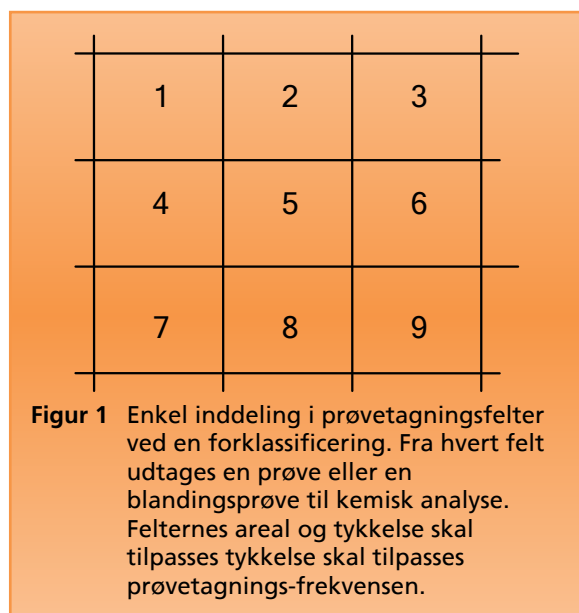 1 2 3
4 5 6
7 8 9
Figur 1 Enkel inddeling i prøvetagningsfelter
ved en forklassificering. Fra hvert felt
udtages en prøve eller en
blandingsprøve til kemisk analyse.
Felternes areal og tykkelse skal
tilpasses tykkelse skal tilpasses
prøvetagnings-frekvensen.